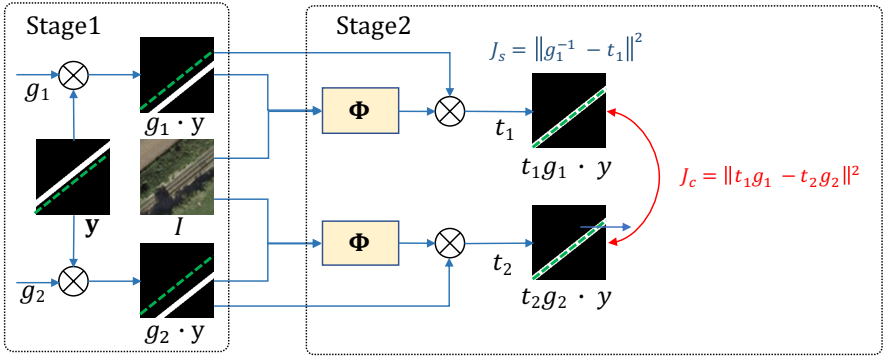 Stage1
Stage2
J_s = ‖g_1^{-1} − t_1‖^2
g_1
g_1 · y
Φ
t_1
t_1g_1 · y
J_c = ‖t_1g_1 − t_2g_2‖^2
y
I
Φ
g_2
g_2 · y
t_2
t_2g_2 · y